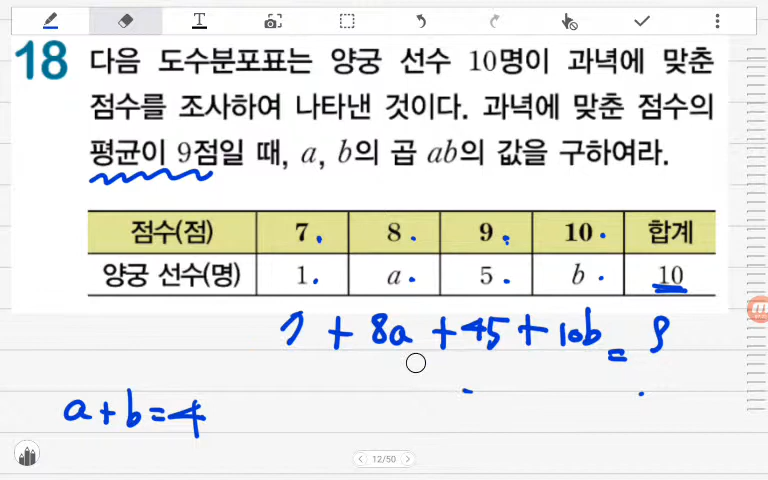 18 다음 도수분포표는 양궁 선수 10명이 과녁에 맞춘
점수를 조사하여 나타낸 것이다. 과녁에 맞춘 점수의
평균이 9점일 때, a, b의 곱 ab의 값을 구하여라.
점수(점) 7 8 9 10 합계
양궁 선수(명) 1 a 5 b 10
7 + 8a + 45 + 10b = 9
a + b = 4
12/50